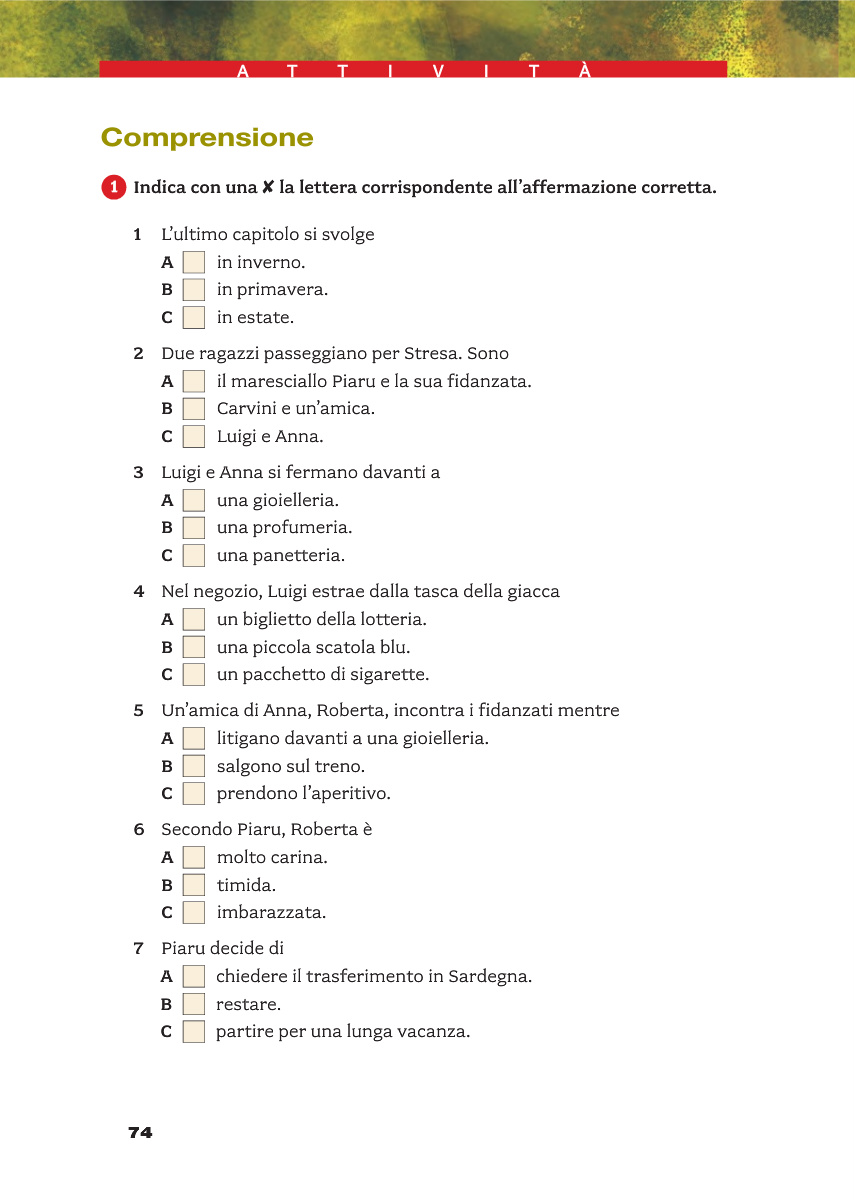 ATTIVITÀ
Comprensione
1 Indica con una ✘ la lettera corrispondente all’affermazione corretta.
1 L’ultimo capitolo si svolge
A in inverno.
B in primavera.
C in estate.
2 Due ragazzi passeggiano per Stresa. Sono
A il maresciallo Piaru e la sua fidanzata.
B Carvini e un’amica.
C Luigi e Anna.
3 Luigi e Anna si fermano davanti a
A una gioielleria.
B una profumeria.
C una panetteria.
4 Nel negozio, Luigi estrae dalla tasca della giacca
A un biglietto della lotteria.
B una piccola scatola blu.
C un pacchetto di sigarette.
5 Un’amica di Anna, Roberta, incontra i fidanzati mentre
A litigano davanti a una gioielleria.
B salgono sul treno.
C prendono l’aperitivo.
6 Secondo Piaru, Roberta è
A molto carina.
B timida.
C imbarazzata.
7 Piaru decide di
A chiedere il trasferimento in Sardegna.
B restare.
C partire per una lunga vacanza.
74